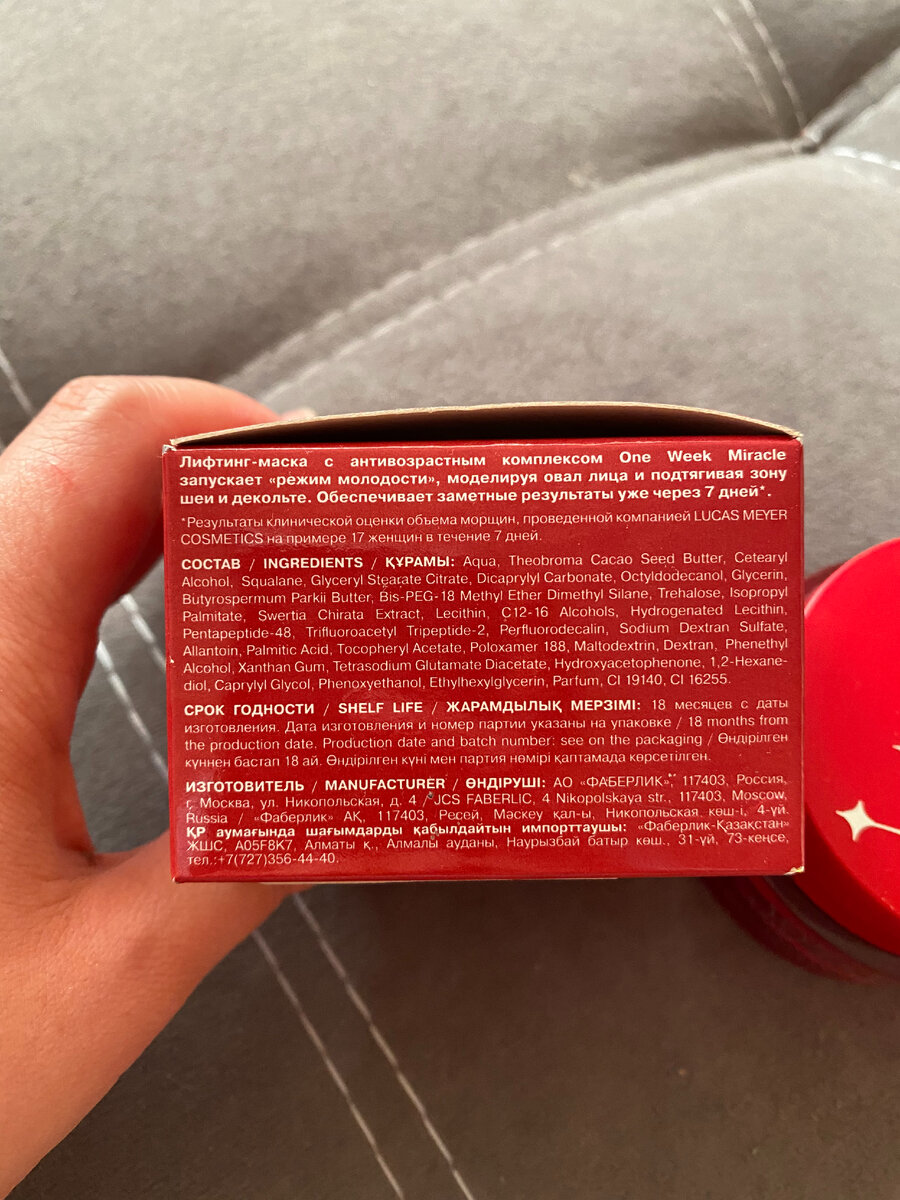 Лифтинг-маска с антивозрастным комплексом One Week Miracle
запускает «режим молодости», моделируя овал лица и подтягивая зону
шеи и декольте. Обеспечивает заметные результаты уже через 7 дней*.
*Результаты клинической оценки объема морщин, проведенной компанией LUCAS MEYER
COSMETICS на примере 17 женщин в течение 7 дней.
СОСТАВ / INGREDIENTS / ҚҰРАМЫ: Aqua, Theobroma Cacao Seed Butter, Cetearyl
Alcohol, Squalane, Glyceryl Stearate Citrate, Dicaprylyl Carbonate, Octyldodecanol, Glycerin,
Butyrospermum Parkii Butter, Bis-PEG-18 Methyl Ether Dimethyl Silane, Trehalose, Isopropyl
Palmitate, Swertia Chirata Extract, Lecithin, C12-16 Alcohols, Hydrogenated Lecithin,
Pentapeptide-48, Trifluoroacetyl Tripeptide-2, Perfluorodecalin, Sodium Dextran Sulfate,
Allantoin, Palmitic Acid, Tocopheryl Acetate, Poloxamer 188, Maltodextrin, Dextran, Phenethyl
Alcohol, Xanthan Gum, Tetrasodium Glutamate Diacetate, Hydroxyacetophenone, 1,2-Hexane-
diol, Caprylyl Glycol, Phenoxyethanol, Ethylhexylglycerin, Parfum, CI 19140, CI 16255.
СРОК ГОДНОСТИ / SHELF LIFE / ЖАРАМДЫЛЫҚ МЕРЗІМІ: 18 месяцев с даты
изготовления. Дата изготовления и номер партии указаны на упаковке / 18 months from
the production date. Production date and batch number: see on the packaging / Өндірілген
күннен бастап 18 ай. Өндірілген күні мен партия нөмірі қаптамада көрсетілген.
ИЗГОТОВИТЕЛЬ / MANUFACTURER / ӨНДІРУШІ: АО «ФАБЕРЛИК», 117403, Россия,
г. Москва, ул. Никопольская, д. 4 / JCS FABERLIC, 4 Nikopolskaya str., 117403, Moscow,
Russia / «Фаберлик» АҚ, 117403, Ресей, Мәскеу қал-ы, Никопольская көш-і, 4-үй.
ҚР аумағында шағымдарды қабылдайтын импорттаушы: «Фаберлик-Қазақстан»
ЖШС, A05F8K7, Алматы қ., Алмалы ауданы, Наурызбай батыр көш., 31-үй, 73-кеңсе,
тел.:+7(727)356-44-40.